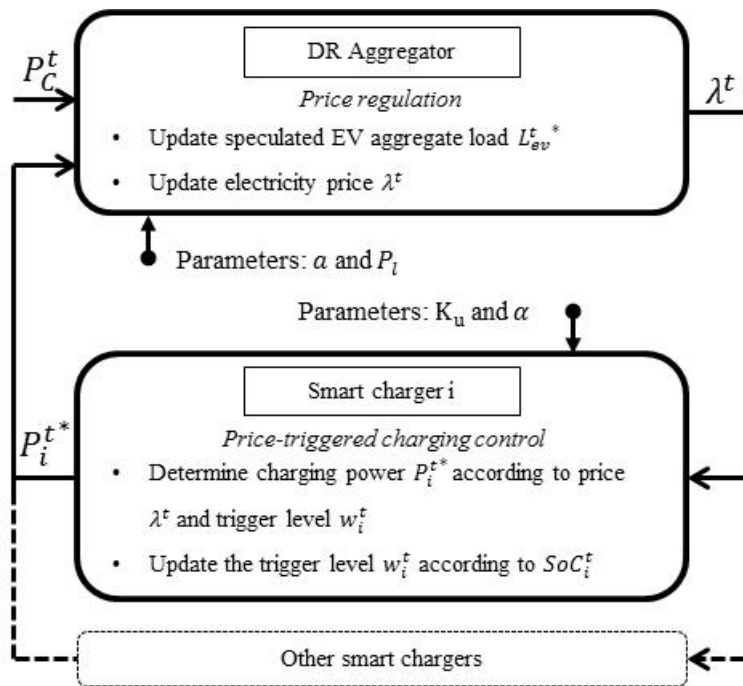 DR Aggregator
P_C^t
λ^t
Price regulation
• Update speculated EV aggregate load L_{ev}^{t}^*
• Update electricity price λ^t
Parameters: a and P_l
Parameters: K_u and α
Smart charger i
P_i^{t^*}
Price-triggered charging control
• Determine charging power P_i^{t^*} according to price
λ^t and trigger level w_i^t
• Update the trigger level w_i^t according to SoC_i^t
Other smart chargers